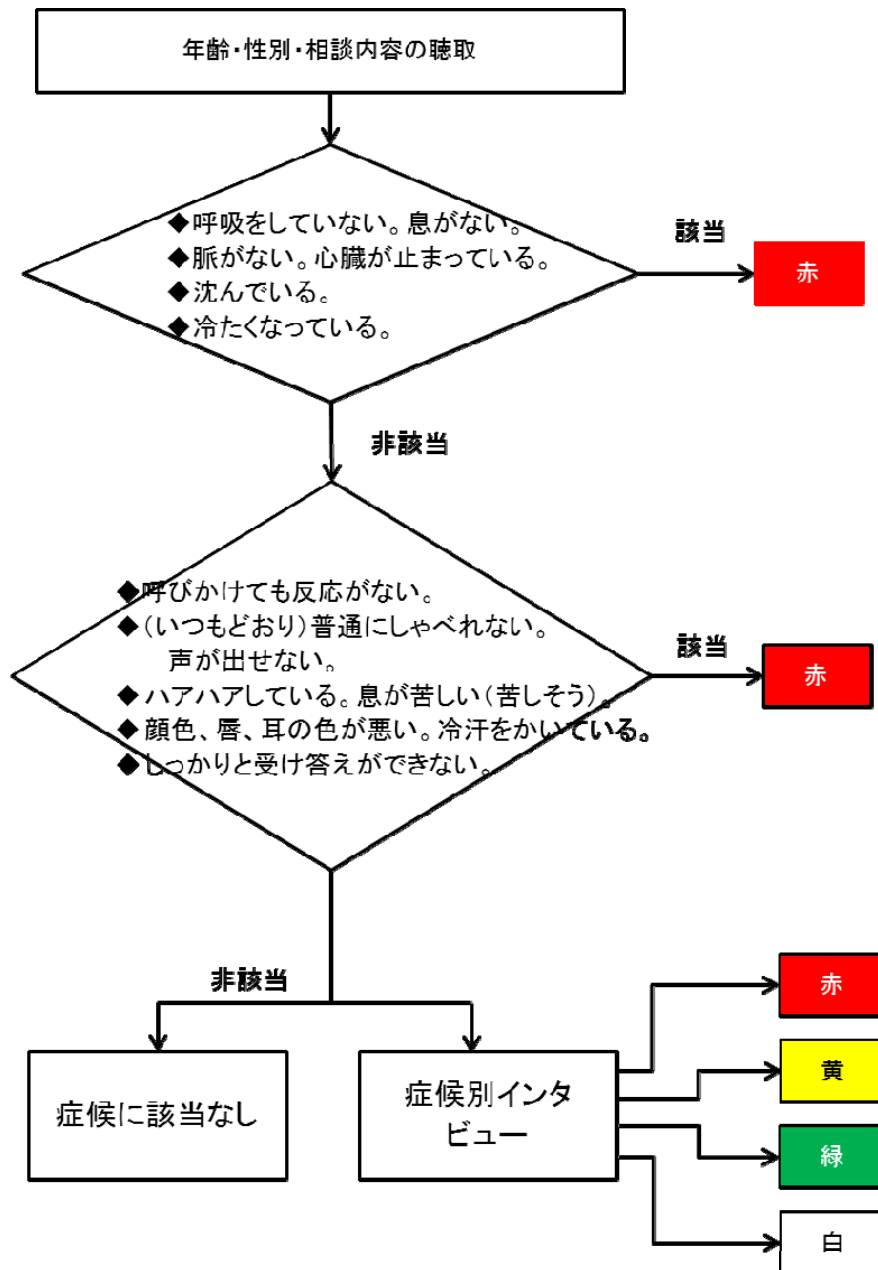 年齢・性別・相談内容の聴取
◆呼吸をしていない。息がない。
◆脈がない。心臓が止まっている。
◆沈んでいる。
◆冷たくなっている。
該当
赤
非該当
◆呼びかけても反応がない。
◆(いつもどおり)普通にしゃべれない。
声が出せない。
◆ハアハアしている。息が苦しい(苦しそう)。
◆顔色、唇、耳の色が悪い。冷汗をかいている。
◆しっかりと受け答えができない。
該当
赤
非該当
症候に該当なし
症候別インタ
ビュー
赤
黄
緑
白